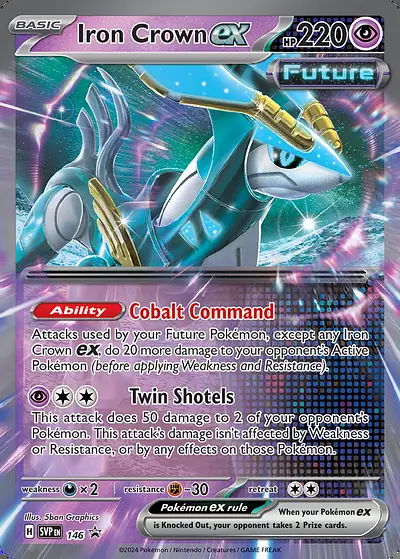 BASIC Iron Crown ex HP 220
Future
Ability Cobalt Command
Attacks used by your Future Pokémon, except any Iron
Crown ex, do 20 more damage to your opponent's Active
Pokémon (before applying Weakness and Resistance).
Twin Shotels
This attack does 50 damage to 2 of your opponent's
Pokémon. This attack's damage isn't affected by Weakness
or Resistance, or by any effects on those Pokémon.
weakness ×2 resistance -30 retreat
Illus. 5ban Graphics
H SVP EN 146
Pokémon ex rule When your Pokémon ex
is Knocked Out, your opponent takes 2 Prize cards.
©2024 Pokémon / Nintendo / Creatures / GAME FREAK